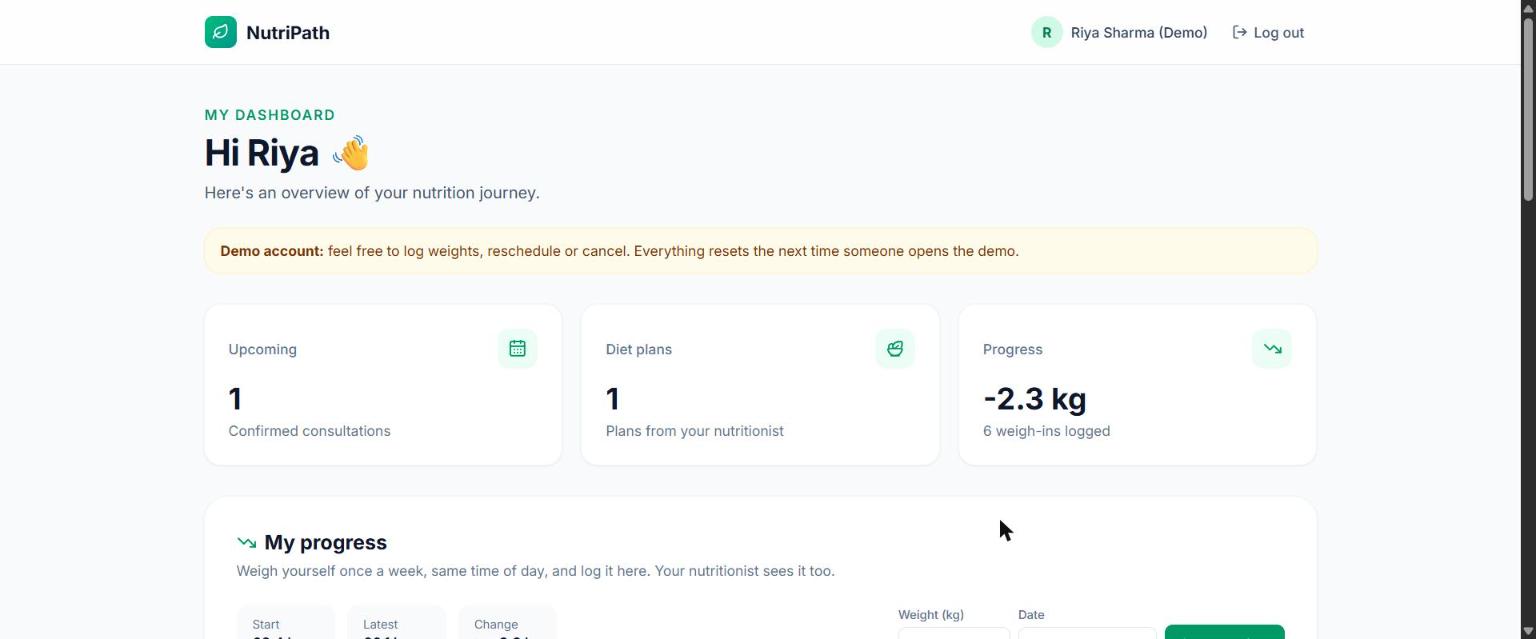 NutriPath
R Riya Sharma (Demo) Log out
MY DASHBOARD
Hi Riya 👋
Here's an overview of your nutrition journey.
Demo account: feel free to log weights, reschedule or cancel. Everything resets the next time someone opens the demo.
Upcoming
1
Confirmed consultations
Diet plans
1
Plans from your nutritionist
Progress
-2.3 kg
6 weigh-ins logged
My progress
Weigh yourself once a week, same time of day, and log it here. Your nutritionist sees it too.
Start
Latest
Change
Weight (kg)
Date